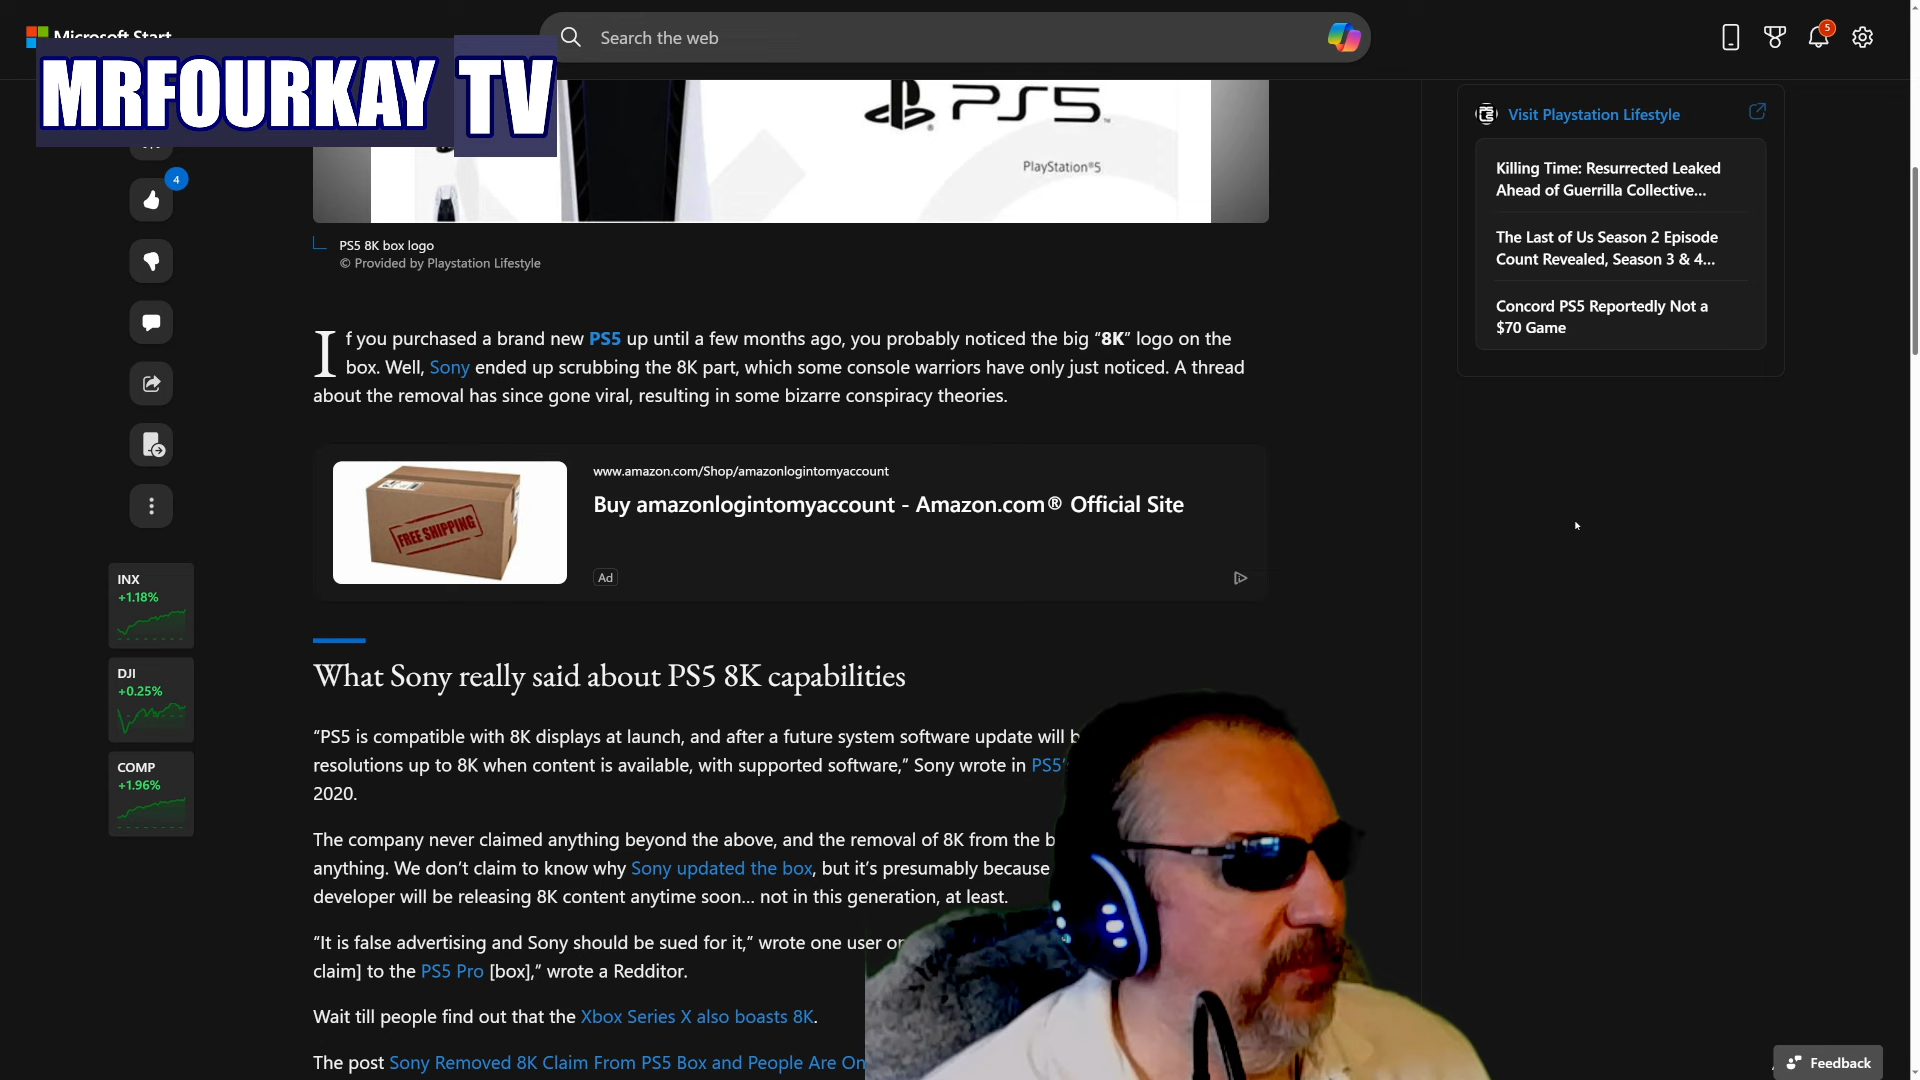 Microsoft Start
MRFOURKAY TV
Search the web
5
PS5
PlayStation®5
4
PS5 8K box logo
© Provided by Playstation Lifestyle
If you purchased a brand new PS5 up until a few months ago, you probably noticed the big “8K” logo on the
box. Well, Sony ended up scrubbing the 8K part, which some console warriors have only just noticed. A thread
about the removal has since gone viral, resulting in some bizarre conspiracy theories.
FREE SHIPPING
www.amazon.com/Shop/amazonlogintomyaccount
Buy amazonlogintomyaccount - Amazon.com® Official Site
Ad
What Sony really said about PS5 8K capabilities
“PS5 is compatible with 8K displays at launch, and after a future system software update will
resolutions up to 8K when content is available, with supported software,” Sony wrote in
2020.
The company never claimed anything beyond the above, and the removal of 8K from the
anything. We don’t claim to know why Sony updated the box, but it’s presumably because
developer will be releasing 8K content anytime soon… not in this generation, at least.
“It is false advertising and Sony should be sued for it,” wrote one user
claim] to the PS5 Pro [box],” wrote a Redditor.
Wait till people find out that the Xbox Series X also boasts 8K.
The post Sony Removed 8K Claim From PS5 Box and People Are
INX
+1.18%
DJI
+0.25%
COMP
+1.96%
Visit Playstation Lifestyle
Killing Time: Resurrected Leaked
Ahead of Guerrilla Collective...
The Last of Us Season 2 Episode
Count Revealed, Season 3 & 4...
Concord PS5 Reportedly Not a
$70 Game
Feedback